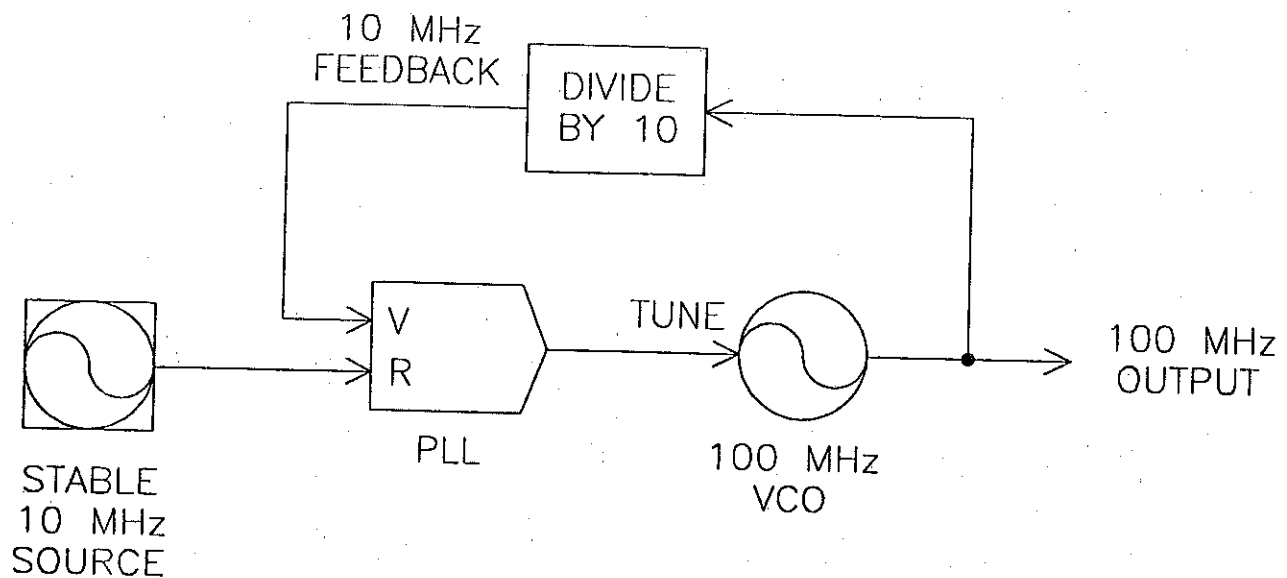 10 MHz
FEEDBACK
DIVIDE
BY 10
V
R
PLL
TUNE
100 MHz
VCO
100 MHz
OUTPUT
STABLE
10 MHz
SOURCE